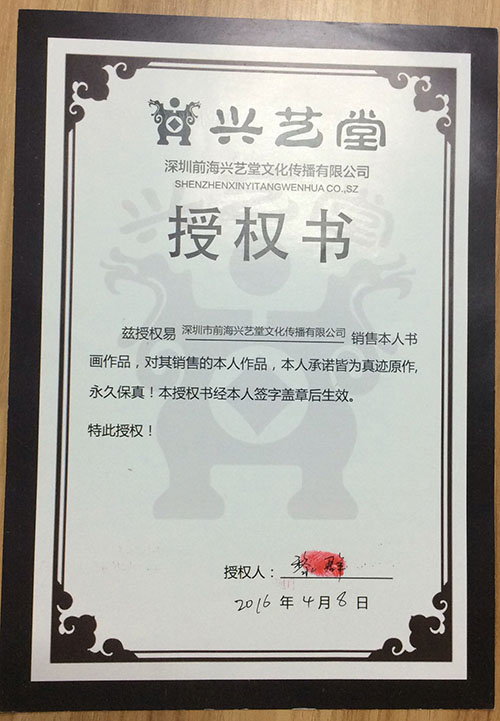 兴艺堂
深圳前海兴艺堂文化传播有限公司
SHENZHENXINYITANGWENHUA CO.,SZ
授权书
兹授权易 深圳市前海兴艺堂文化传播有限公司 销售本人书
画作品，对其销售的本人作品，本人承诺皆为真迹原作,
永久保真！本授权书经本人签字盖章后生效。
特此授权！
授权人：
2016 年 4 月 8 日